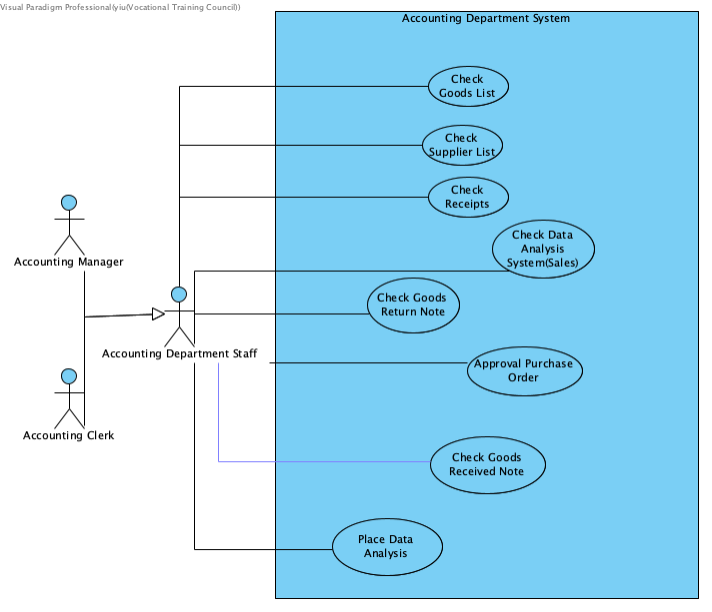 Visual Paradigm Professional(yiu(Vocational Training Council))
Accounting Department System
Check
Goods List
Check
Supplier List
Check
Receipts
Accounting Manager
Check Data
Analysis
System(Sales)
Check Goods
Return Note
Accounting Department Staff
Approval Purchase
Order
Accounting Clerk
Check Goods
Received Note
Place Data
Analysis